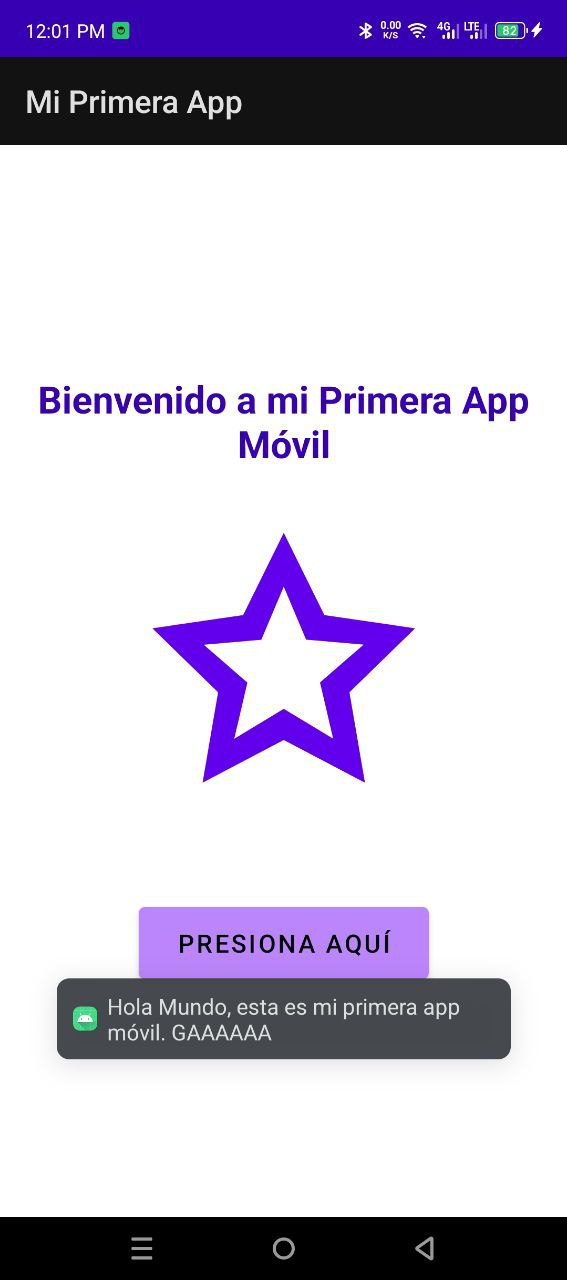 12:01 PM 0.00 K/S 4G LTE 82
Mi Primera App
Bienvenido a mi Primera App
Móvil
PRESIONA AQUÍ
Hola Mundo, esta es mi primera app
móvil. GAAAAAA